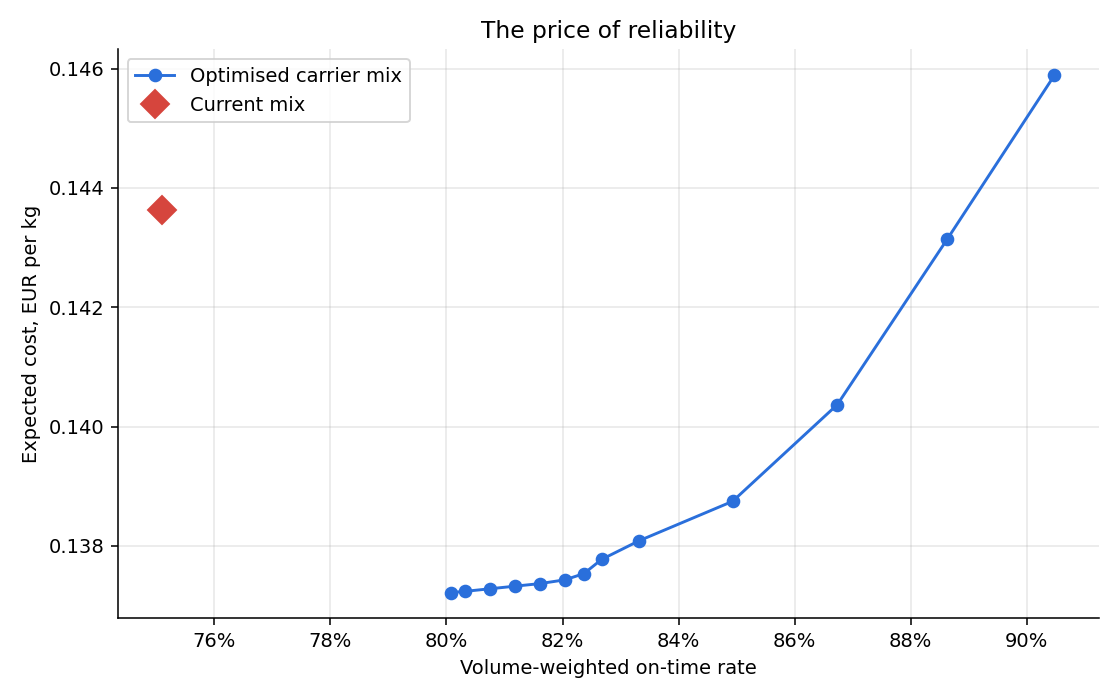 The price of reliability
Optimised carrier mix
Current mix
Expected cost, EUR per kg
0.146
0.144
0.142
0.140
0.138
76%
78%
80%
82%
84%
86%
88%
90%
Volume-weighted on-time rate